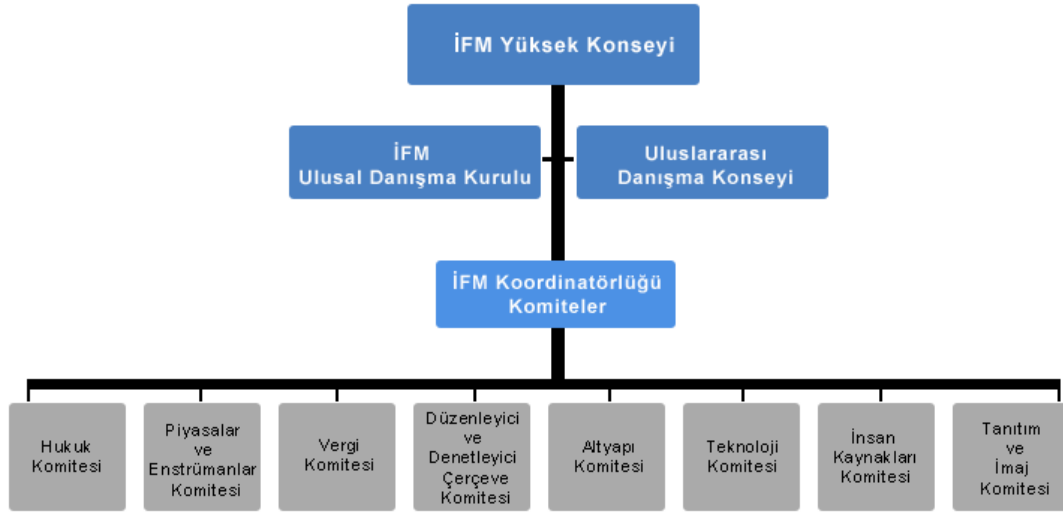 İFM Yüksek Konseyi
İFM
Ulusal Danışma Kurulu
Uluslararası
Danışma Konseyi
İFM Koordinatörlüğü
Komiteler
Hukuk
Komitesi
Piyasalar
ve
Enstrümanlar
Komitesi
Vergi
Komitesi
Düzenleyici
ve
Denetleyici
Çerçeve
Komitesi
Altyapı
Komitesi
Teknoloji
Komitesi
İnsan
Kaynakları
Komitesi
Tanıtım
ve
İmaj
Komitesi